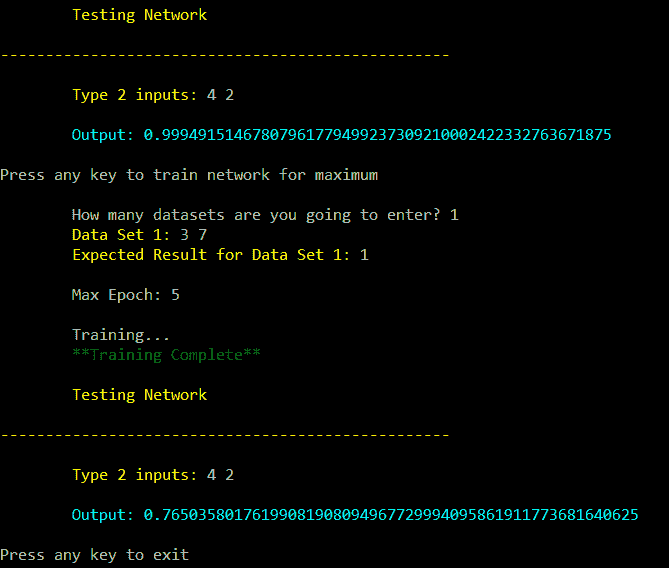 Testing Network
--------------------------------------------------
Type 2 inputs: 4 2
Output: 0.99949151467807961779499237309210002422332763671875
Press any key to train network for maximum
How many datasets are you going to enter? 1
Data Set 1: 3 7
Expected Result for Data Set 1: 1
Max Epoch: 5
Training...
**Training Complete**
Testing Network
--------------------------------------------------
Type 2 inputs: 4 2
Output: 0.76503580176199081908094967729994095861911773681640625
Press any key to exit